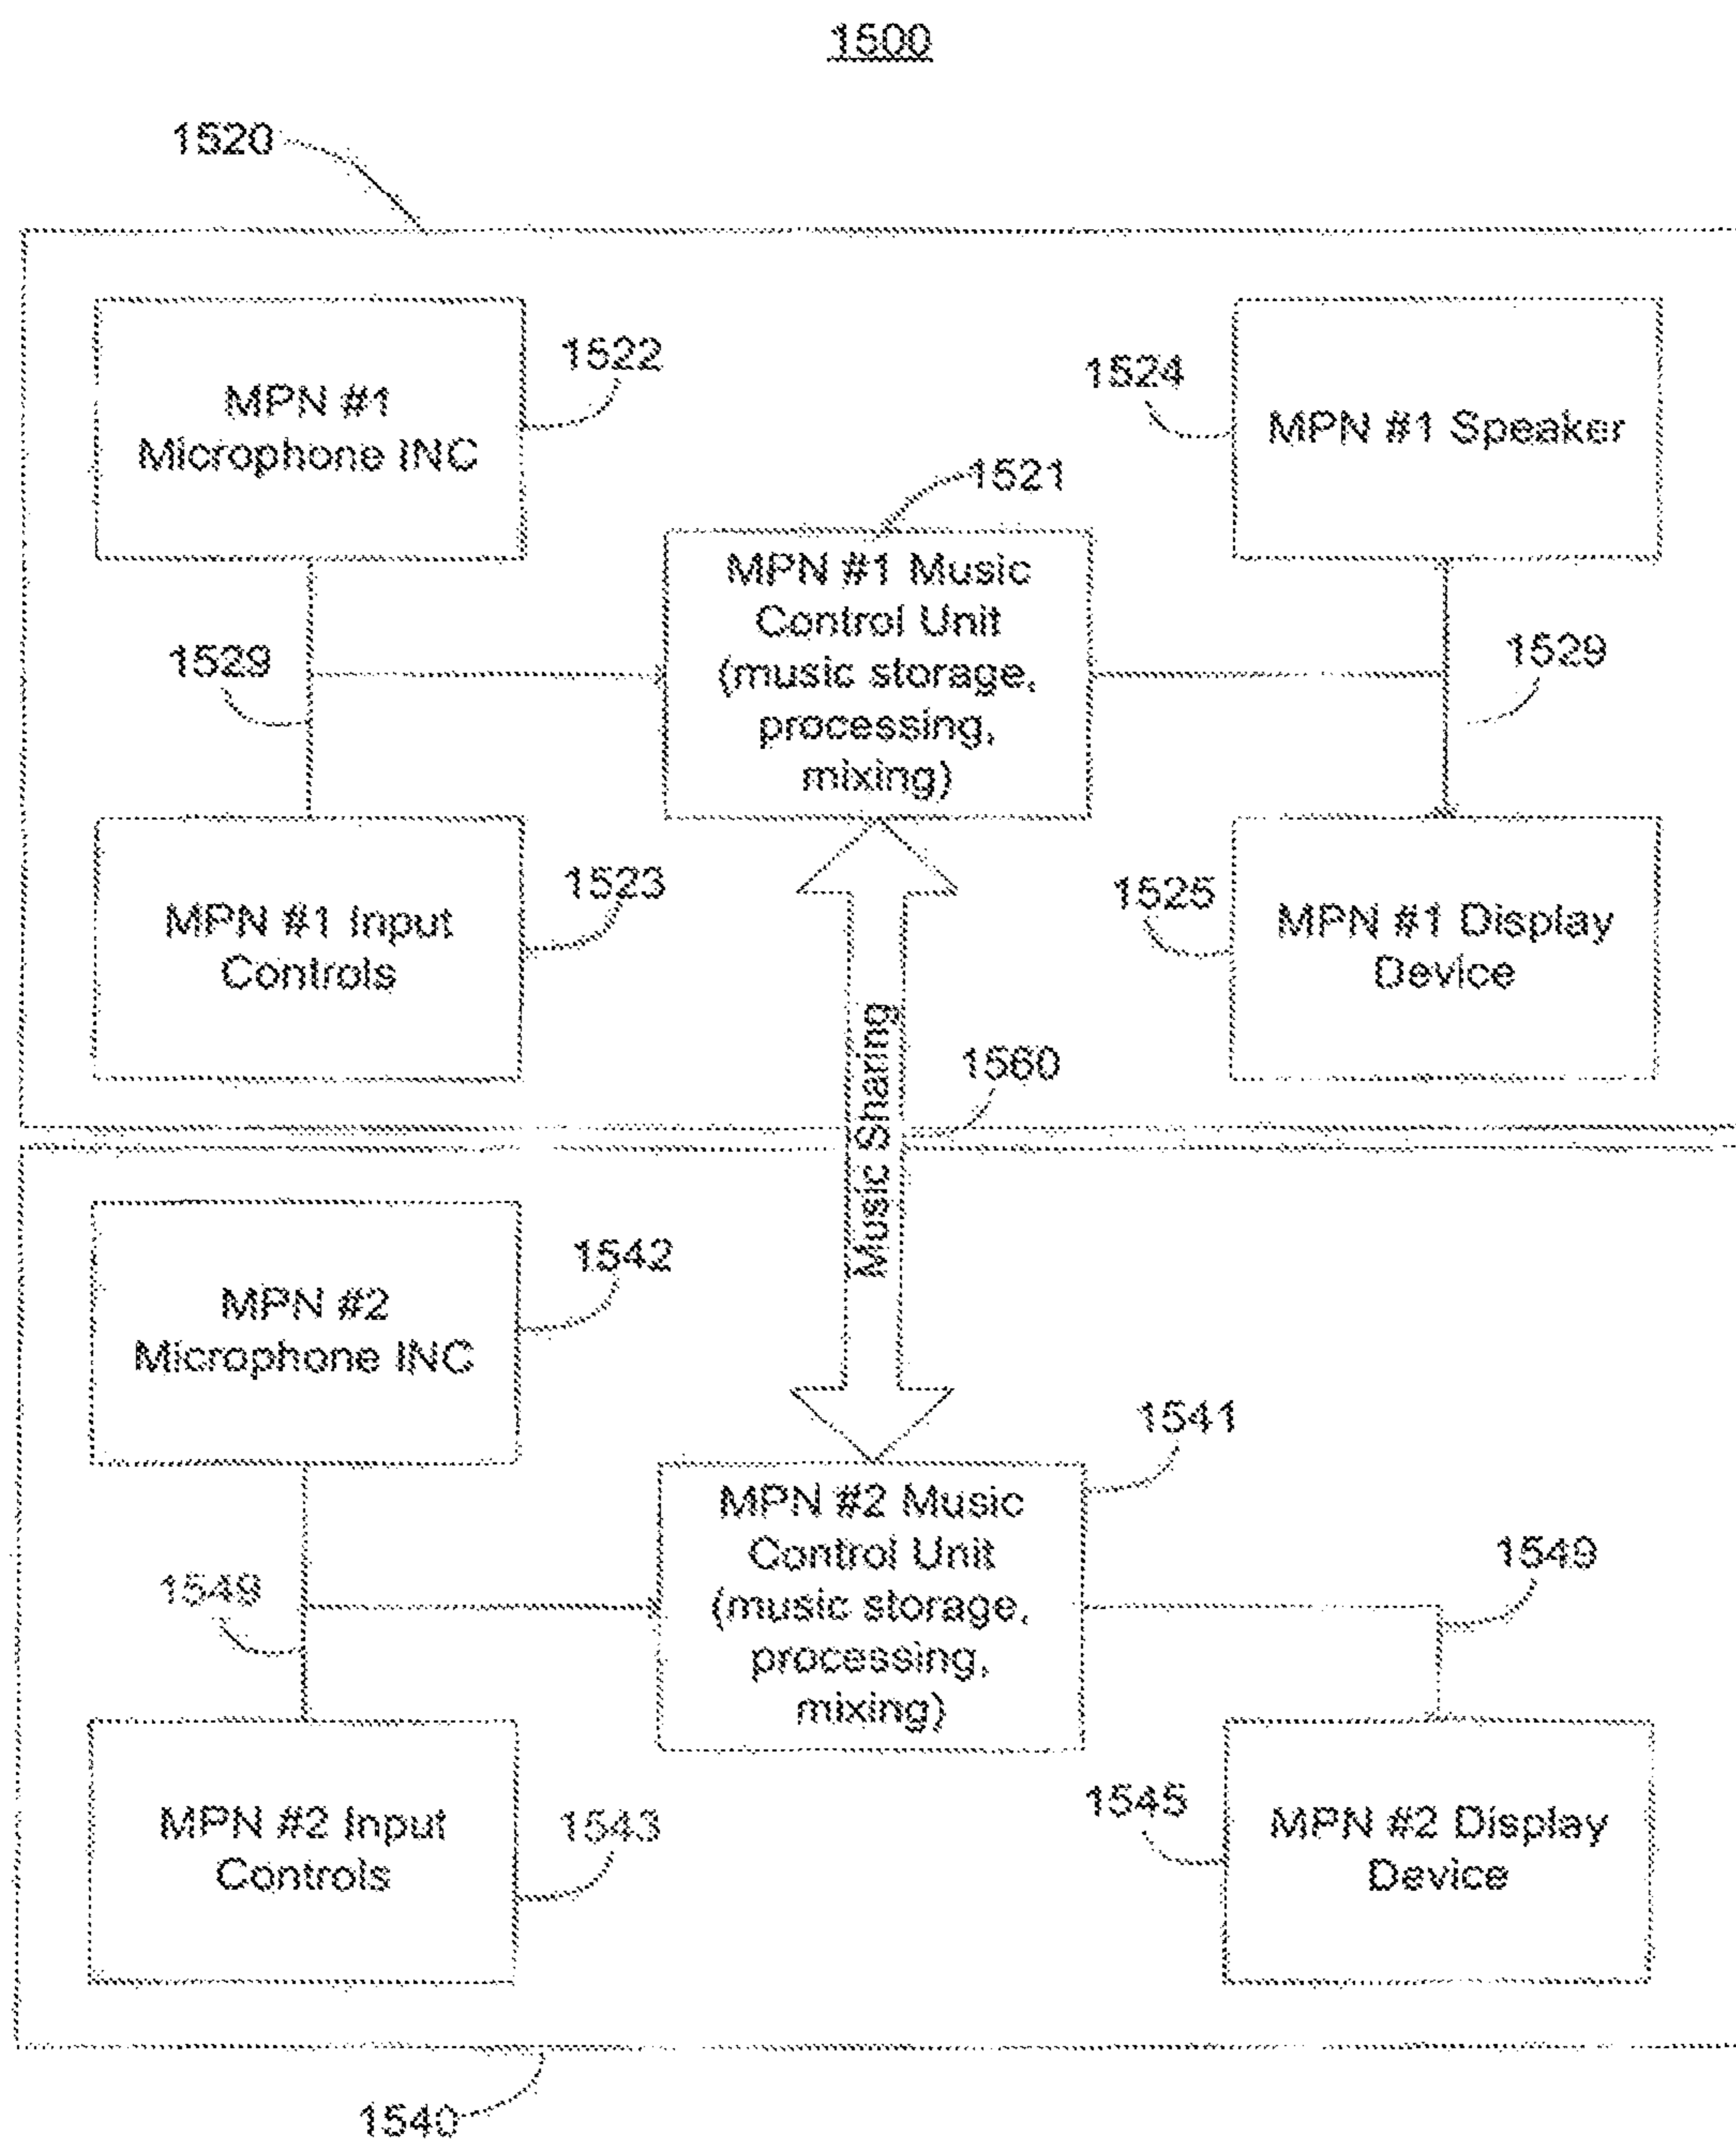 1500
1520
MPN #1
Microphone INC
1522
1524
MPN #1 Speaker
1521
MPN #1 Music
Control Unit
(music storage,
processing,
mixing)
1529
1529
MPN #1 Input
Controls
1523
1525
MPN #1 Display
Device
Music Sharing
1560
MPN #2
Microphone INC
1542
1541
MPN #2 Music
Control Unit
(music storage,
processing,
mixing)
1549
1549
MPN #2 Input
Controls
1543
1545
MPN #2 Display
Device
1540